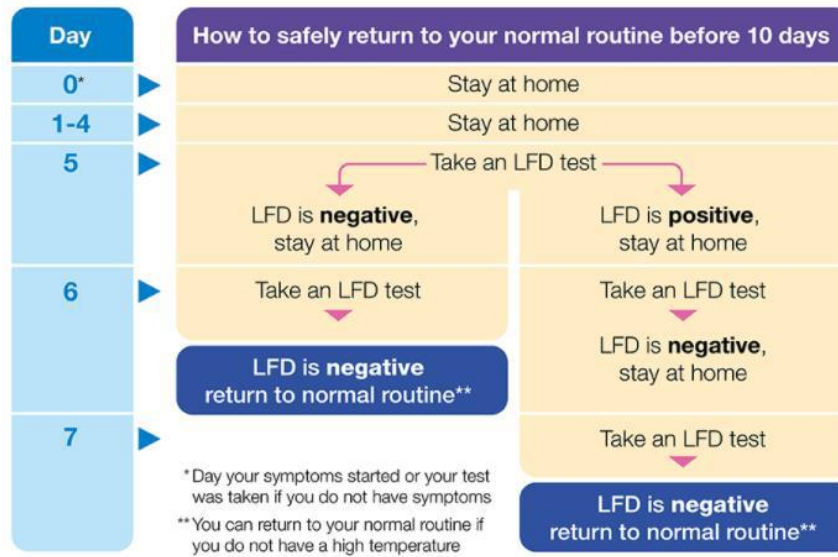 Day
How to safely return to your normal routine before 10 days
0*
Stay at home
1-4
Stay at home
5
Take an LFD test
LFD is negative,
stay at home
LFD is positive,
stay at home
6
Take an LFD test
Take an LFD test
LFD is negative
return to normal routine**
LFD is negative,
stay at home
7
Take an LFD test
LFD is negative
return to normal routine**
* Day your symptoms started or your test
was taken if you do not have symptoms
** You can return to your normal routine if
you do not have a high temperature